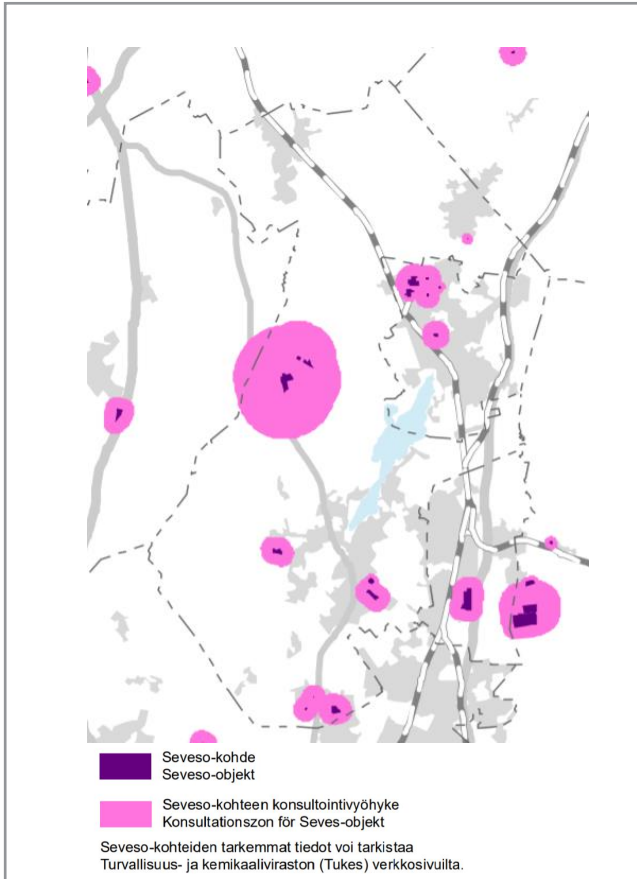 Seveso-kohde
Seveso-objekt
Seveso-kohteen konsultointivyöhyke
Konsultationszon för Seves-objekt
Seveso-kohteiden tarkemmat tiedot voi tarkistaa
Turvallisuus- ja kemikaaliviraston (Tukes) verkkosivuilta.